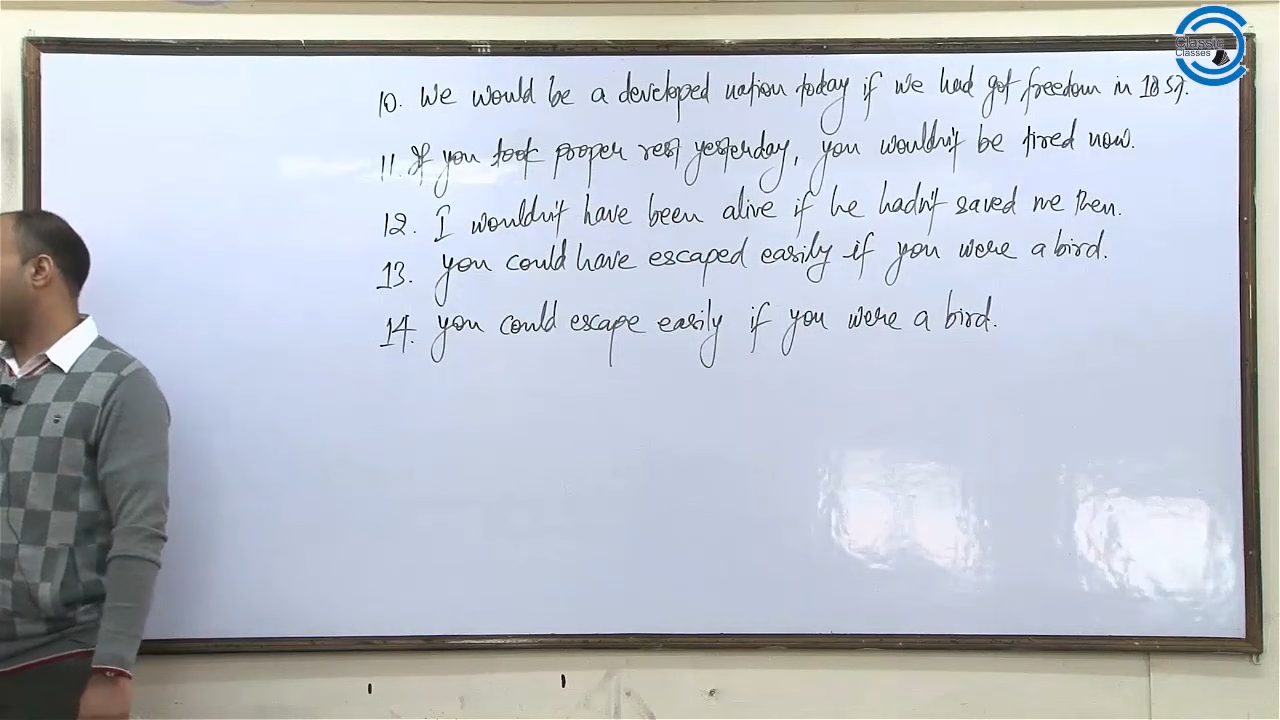 Classic
Classes
10. We would be a developed nation today if we had got freedom in 1857.
11. If you took proper rest yesterday, you wouldn't be tired now.
12. I wouldn't have been alive if he hadn't saved me then.
13. you could have escaped easily if you were a bird.
14. you could escape easily if you were a bird.